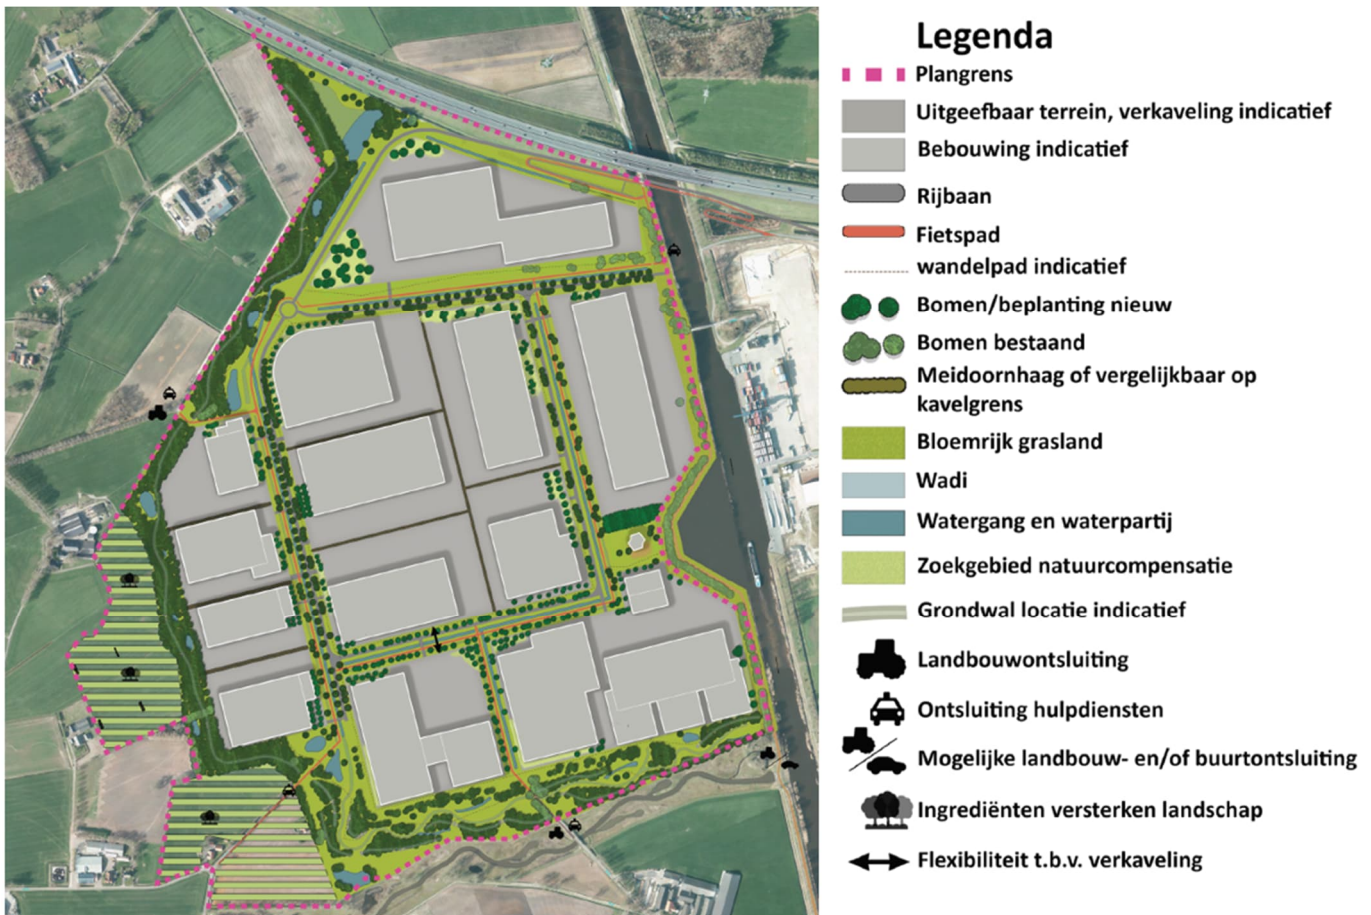 Legenda
Plangrens
Uitgeefbaar terrein, verkaveling indicatief
Bebouwing indicatief
Rijbaan
Fietspad
wandelpad indicatief
Bomen/beplanting nieuw
Bomen bestaand
Meidoornhaag of vergelijkbaar op
kavelgrens
Bloemrijk grasland
Wadi
Watergang en waterpartij
Zoekgebied natuurcompensatie
Grondwal locatie indicatief
Landbouwontsluiting
Ontsluiting hulpdiensten
Mogelijke landbouw- en/of buurtontsluiting
Ingrediënten versterken landschap
Flexibiliteit t.b.v. verkaveling